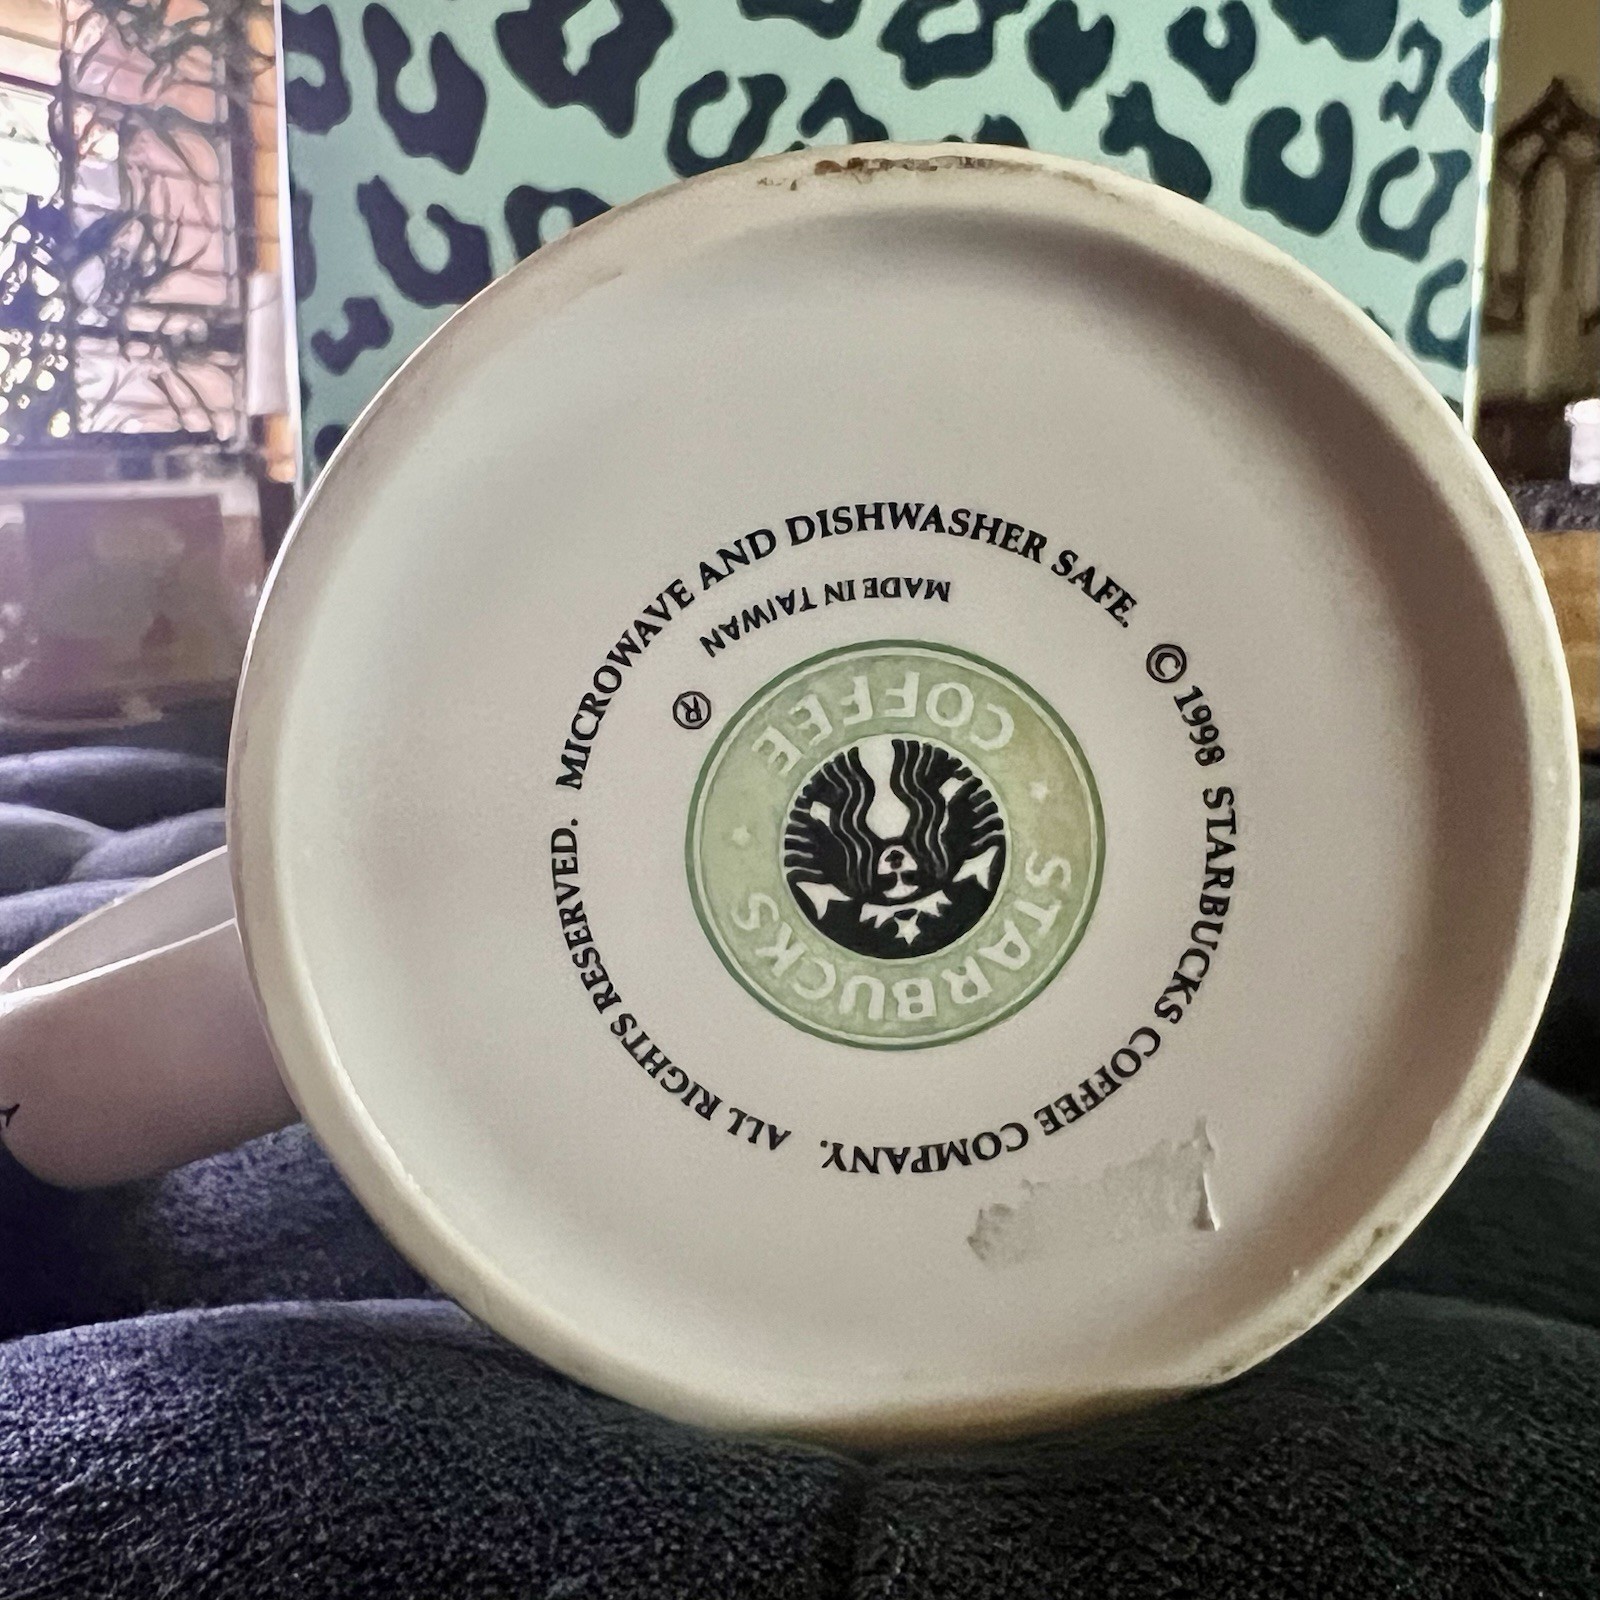 MICROWAVE AND DISHWASHER SAFE. © 1998 STARBUCKS COFFEE COMPANY. ALL RIGHTS RESERVED.
MADE IN TAIWAN
®
STARBUCKS
COFFEE